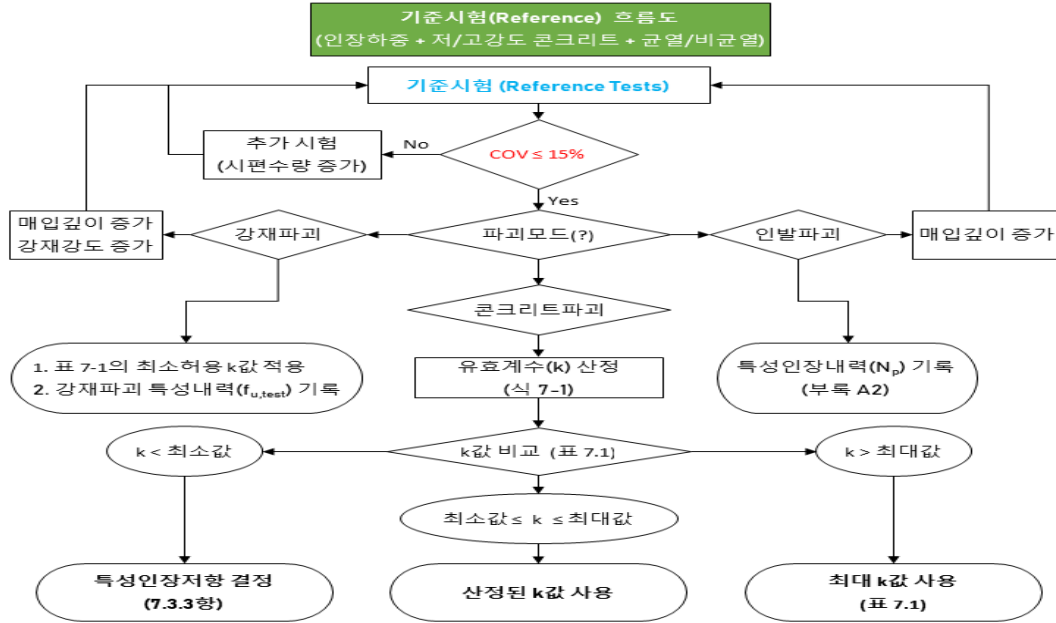 기준시험(Reference) 흐름도
(인장하중 + 저/고강도 콘크리트 + 균열/비균열)
기준시험 (Reference Tests)
추가 시험
(시편수량 증가)
No
COV ≤ 15%
Yes
매입깊이 증가
강재강도 증가
강재파괴
파괴모드(?)
인발파괴
매입깊이 증가
콘크리트파괴
1. 표 7-1의 최소허용 k값 적용
2. 강재파괴 특성내력(fu,test) 기록
유효계수(k) 산정
(식 7-1)
특성인장내력(Np) 기록
(부록 A2)
k < 최소값
k값 비교 (표 7.1)
k > 최대값
최소값 ≤ k ≤ 최대값
특성인장저항 결정
(7.3.3항)
산정된 k값 사용
최대 k값 사용
(표 7.1)